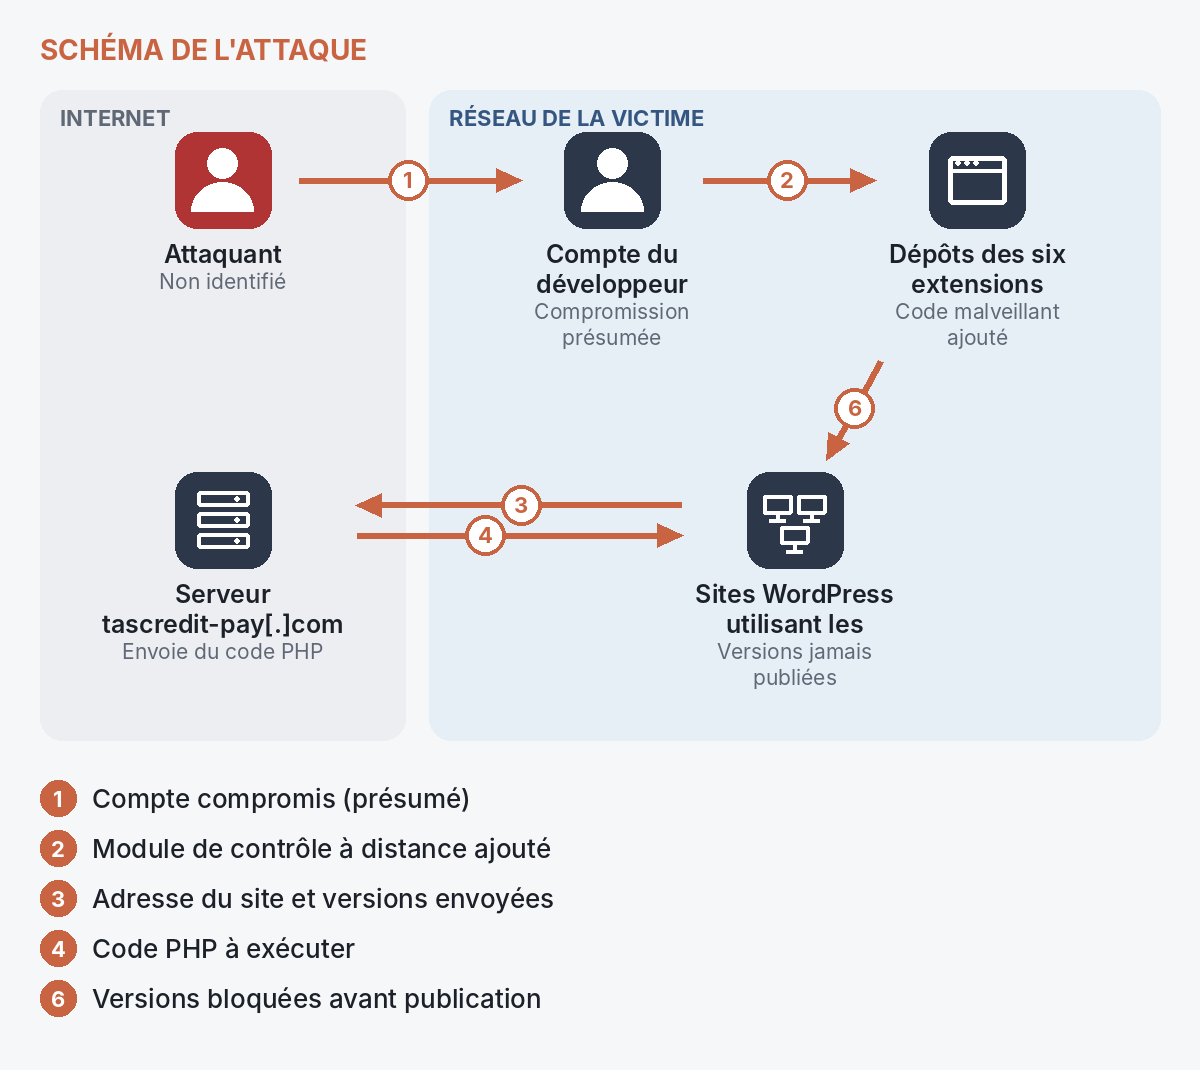 SCHÉMA DE L'ATTAQUE
INTERNET
RÉSEAU DE LA VICTIME
1
2
Attaquant
Non identifié
Compte du
développeur
Compromission
présumée
Dépôts des six
extensions
Code malveillant
ajouté
6
3
4
Serveur
tascredit-pay[.]com
Envoie du code PHP
Sites WordPress
utilisant les
Versions jamais
publiées
1 Compte compromis (présumé)
2 Module de contrôle à distance ajouté
3 Adresse du site et versions envoyées
4 Code PHP à exécuter
6 Versions bloquées avant publication